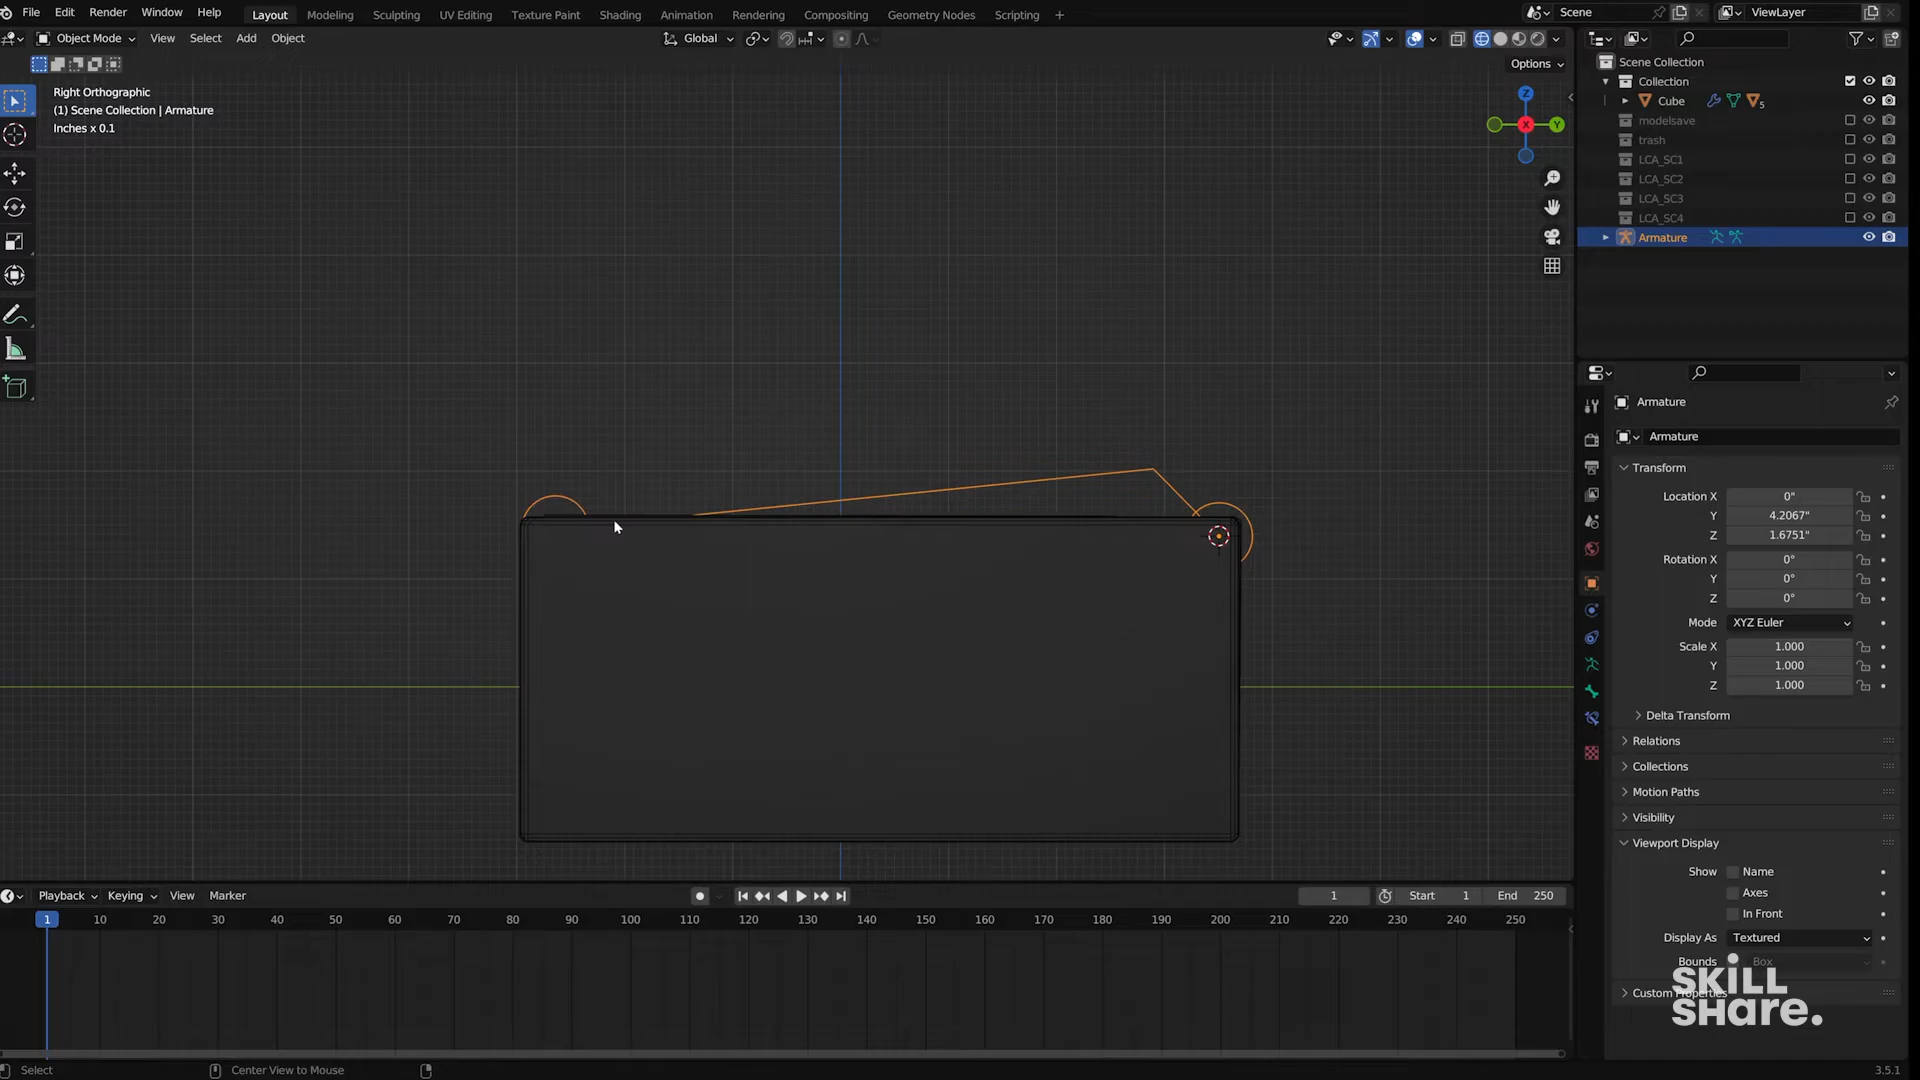 File Edit Render Window Help Layout Modeling Sculpting UV Editing Texture Paint Shading Animation Rendering Compositing Geometry Nodes Scripting + Scene ViewLayer
Object Mode View Select Add Object Global
Options
Right Orthographic
(1) Scene Collection | Armature
Inches x 0.1
Z
X
Y
Scene Collection
Collection
Cube 5
modelsave
trash
LCA_SC1
LCA_SC2
LCA_SC3
LCA_SC4
Armature
Armature
Armature
Transform
Location X 0"
Y 4.2067"
Z 1.6751"
Rotation X 0°
Y 0°
Z 0°
Mode XYZ Euler
Scale X 1.000
Y 1.000
Z 1.000
Delta Transform
Relations
Collections
Motion Paths
Visibility
Viewport Display
Show Name
Axes
In Front
Display As Textured
Bounds Box
Custom Properties
SKILL
SHare.
Playback Keying View Marker 1 Start 1 End 250
1 10 20 30 40 50 60 70 80 90 100 110 120 130 140 150 160 170 180 190 200 210 220 230 240 250
Select Center View to Mouse 3.5.1